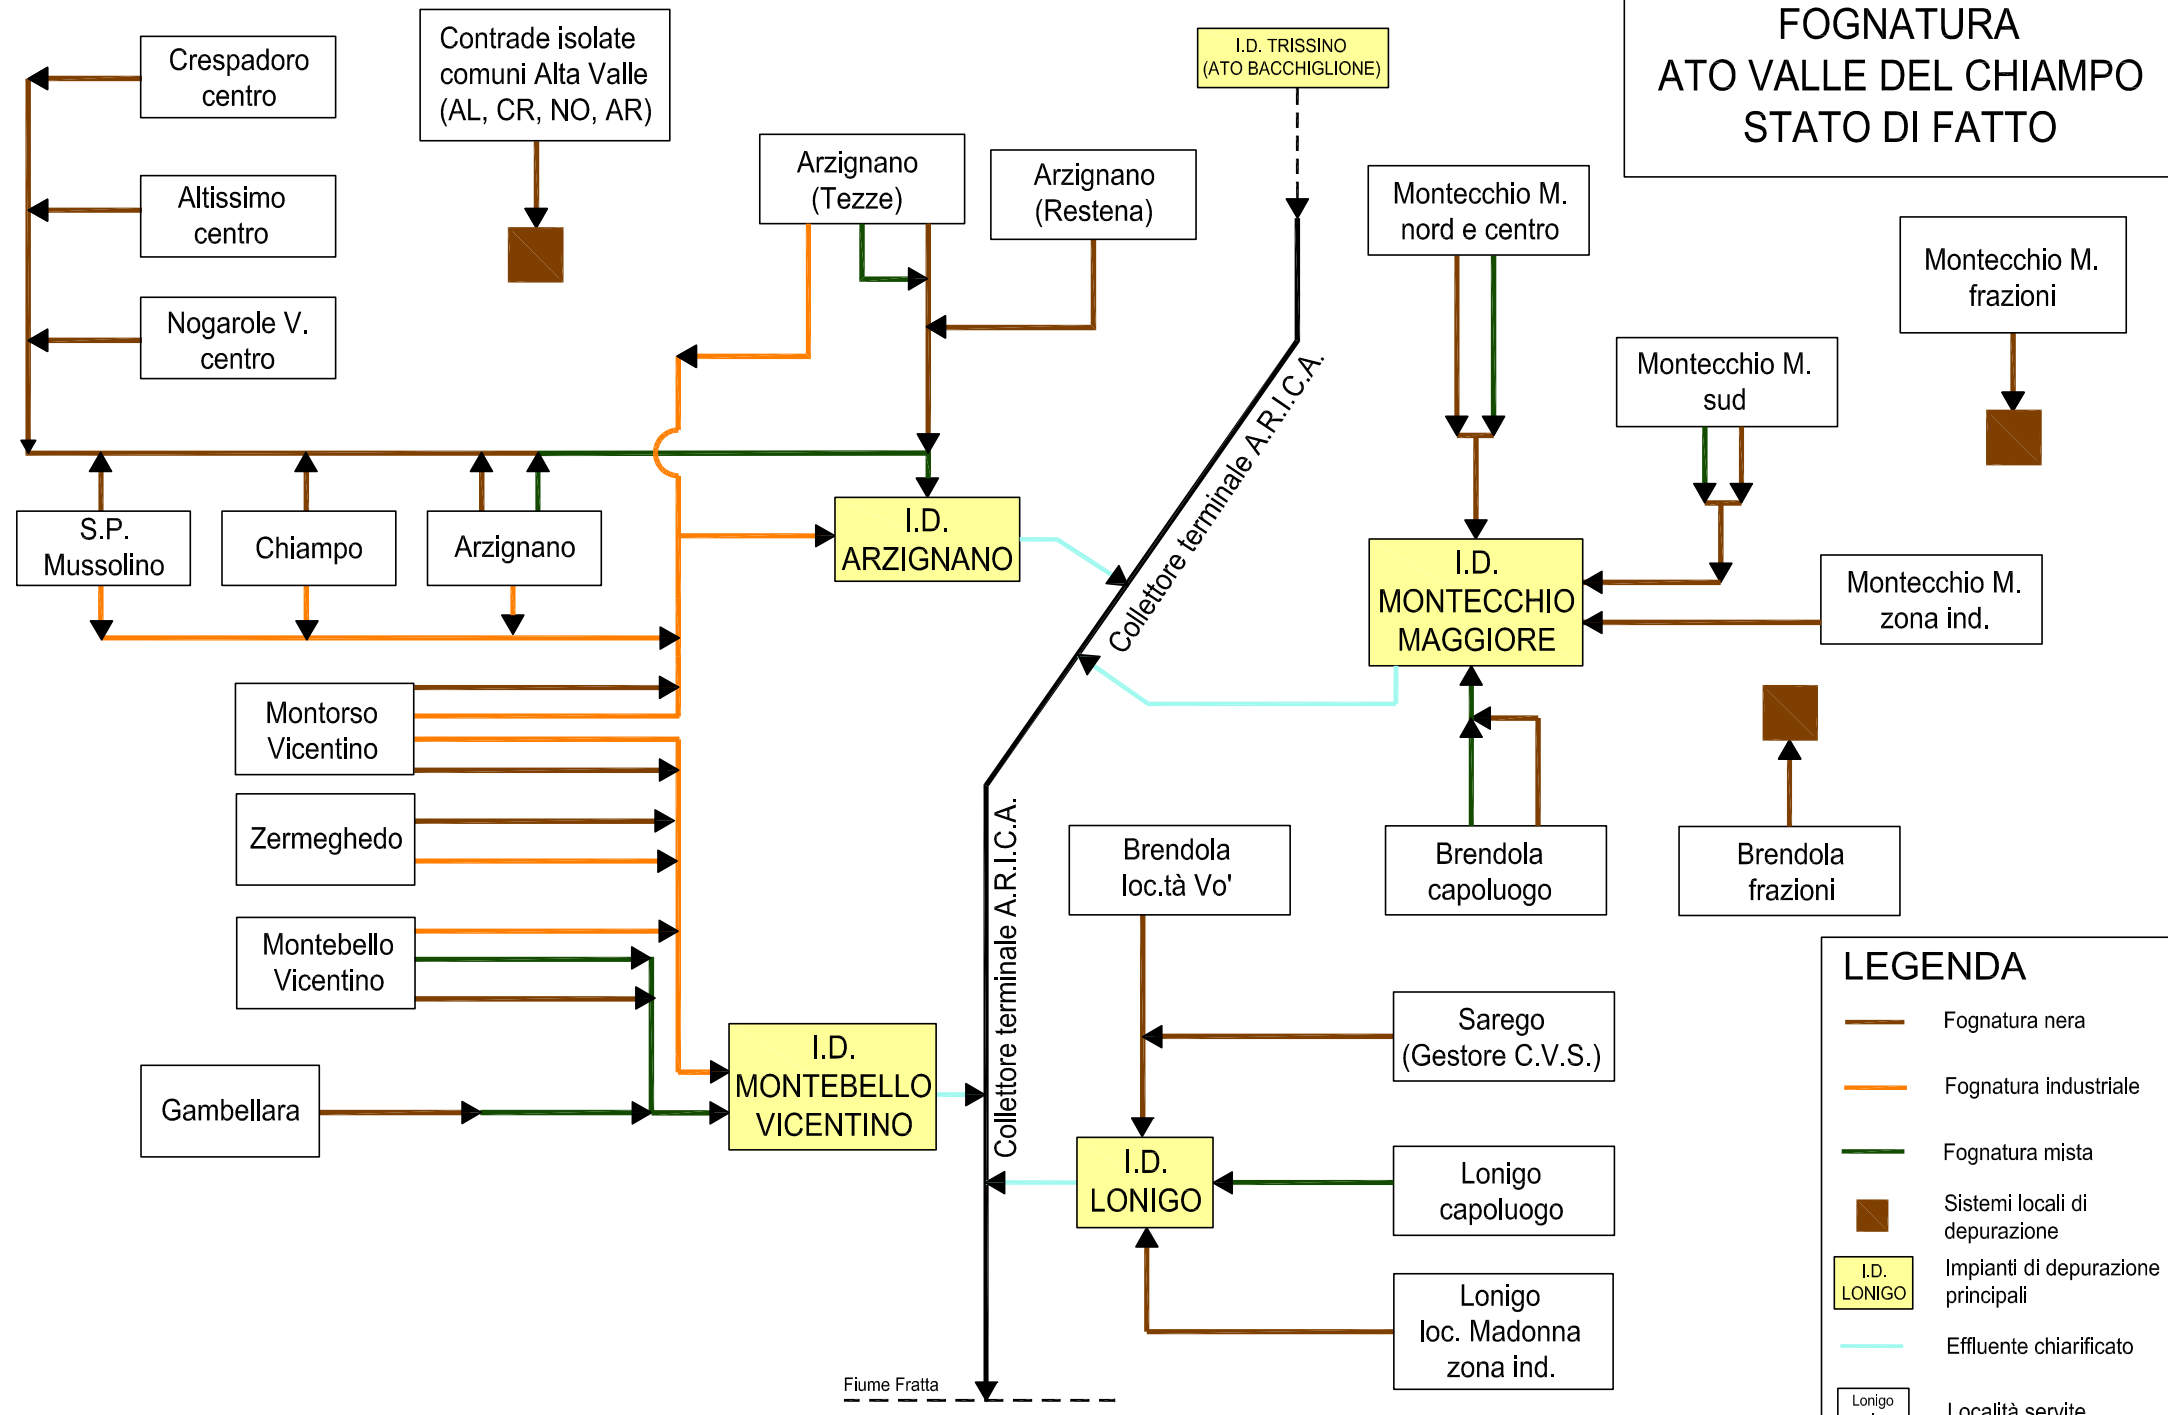 FOGNATURA
ATO VALLE DEL CHIAMPO
STATO DI FATTO
Crespadoro
centro
Contrade isolate
comuni Alta Valle
(AL, CR, NO, AR)
I.D. TRISSINO
(ATO BACCHIGLIONE)
Altissimo
centro
Arzignano
(Tezze)
Arzignano
(Restena)
Montecchio M.
nord e centro
Montecchio M.
frazioni
Nogarole V.
centro
Montecchio M.
sud
Collettore terminale A.R.I.C.A.
S.P.
Mussolino
Chiampo
Arzignano
I.D.
ARZIGNANO
I.D.
MONTECCHIO
MAGGIORE
Montecchio M.
zona ind.
Montorso
Vicentino
Zermeghedo
Montebello
Vicentino
Gambellara
I.D.
MONTEBELLO
VICENTINO
Collettore terminale A.R.I.C.A.
Brendola
loc.tà Vo'
Brendola
capoluogo
Brendola
frazioni
Sarego
(Gestore C.V.S.)
I.D.
LONIGO
Lonigo
capoluogo
Lonigo
loc. Madonna
zona ind.
Fiume Fratta
LEGENDA
Fognatura nera
Fognatura industriale
Fognatura mista
Sistemi locali di
depurazione
I.D.
LONIGO
Impianti di depurazione
principali
Effluente chiarificato
Lonigo
Località servite